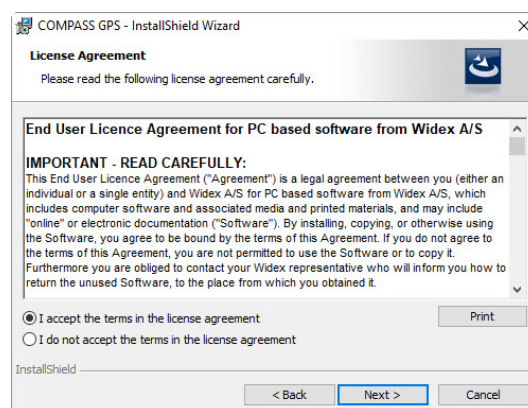 COMPASS GPS - InstallShield Wizard
License Agreement
Please read the following license agreement carefully.
End User Licence Agreement for PC based software from Widex A/S
IMPORTANT - READ CAREFULLY:
This End User Licence Agreement ("Agreement") is a legal agreement between you (either an
individual or a single entity) and Widex A/S for PC based software from Widex A/S, which
includes computer software and associated media and printed materials, and may include
"online" or electronic documentation ("Software"). By installing, copying, or otherwise using
the Software, you agree to be bound by the terms of this Agreement. If you do not agree to
the terms of this Agreement, you are not permitted to use the Software or to copy it.
Furthermore you are obliged to contact your Widex representative who will inform you how to
return the unused Software, to the place from which you obtained it.
I accept the terms in the license agreement
Print
I do not accept the terms in the license agreement
InstallShield
< Back
Next >
Cancel